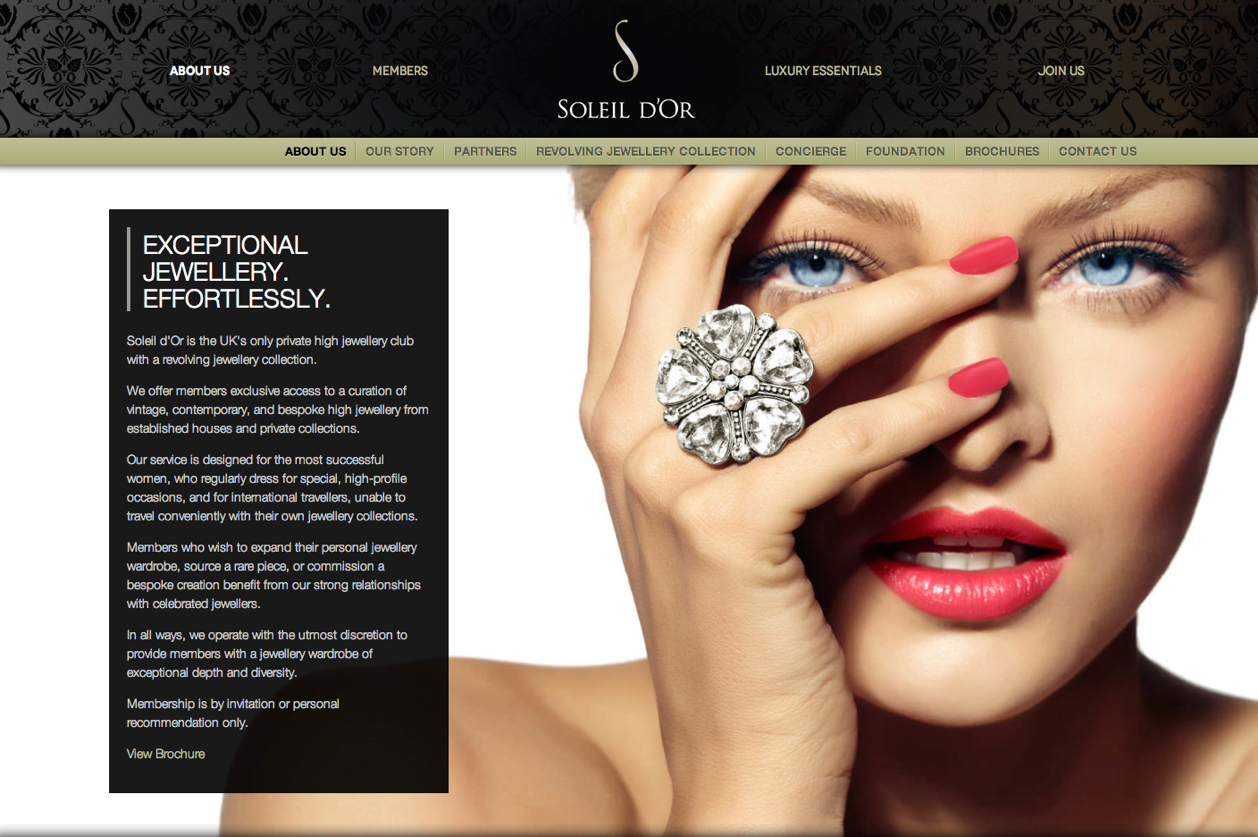 ABOUT US
MEMBERS
SOLEIL D'OR
LUXURY ESSENTIALS
JOIN US
ABOUT US
OUR STORY
PARTNERS
REVOLVING JEWELLERY COLLECTION
CONCIERGE
FOUNDATION
BROCHURES
CONTACT US
EXCEPTIONAL
JEWELLERY.
EFFORTLESSLY.
Soleil d'Or is the UK's only private high jewellery club
with a revolving jewellery collection.
We offer members exclusive access to a curation of
vintage, contemporary, and bespoke high jewellery from
established houses and private collections.
Our service is designed for the most successful
women, who regularly dress for special, high-profile
occasions, and for international travellers, unable to
travel conveniently with their own jewellery collections.
Members who wish to expand their personal jewellery
wardrobe, source a rare piece, or commission a
bespoke creation benefit from our strong relationships
with celebrated jewellers.
In all ways, we operate with the utmost discretion to
provide members with a jewellery wardrobe of
exceptional depth and diversity.
Membership is by invitation or personal
recommendation only.
View Brochure